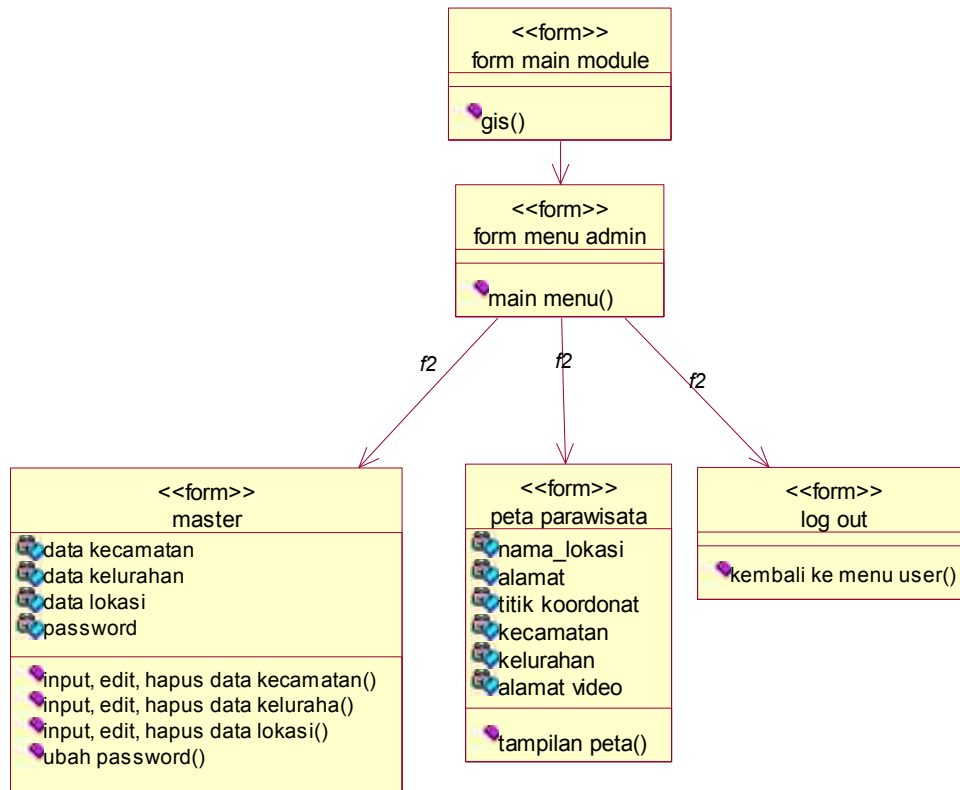 <<form>>
form main module
gis()
<<form>>
form menu admin
main menu()
f2
f2
f2
<<form>>
master
data kecamatan
data kelurahan
data lokasi
password
input, edit, hapus data kecamatan()
input, edit, hapus data keluraha()
input, edit, hapus data lokasi()
ubah password()
<<form>>
peta parawisata
nama_lokasi
alamat
titik koordonat
kecamatan
kelurahan
alamat video
tampilan peta()
<<form>>
log out
kembali ke menu user()